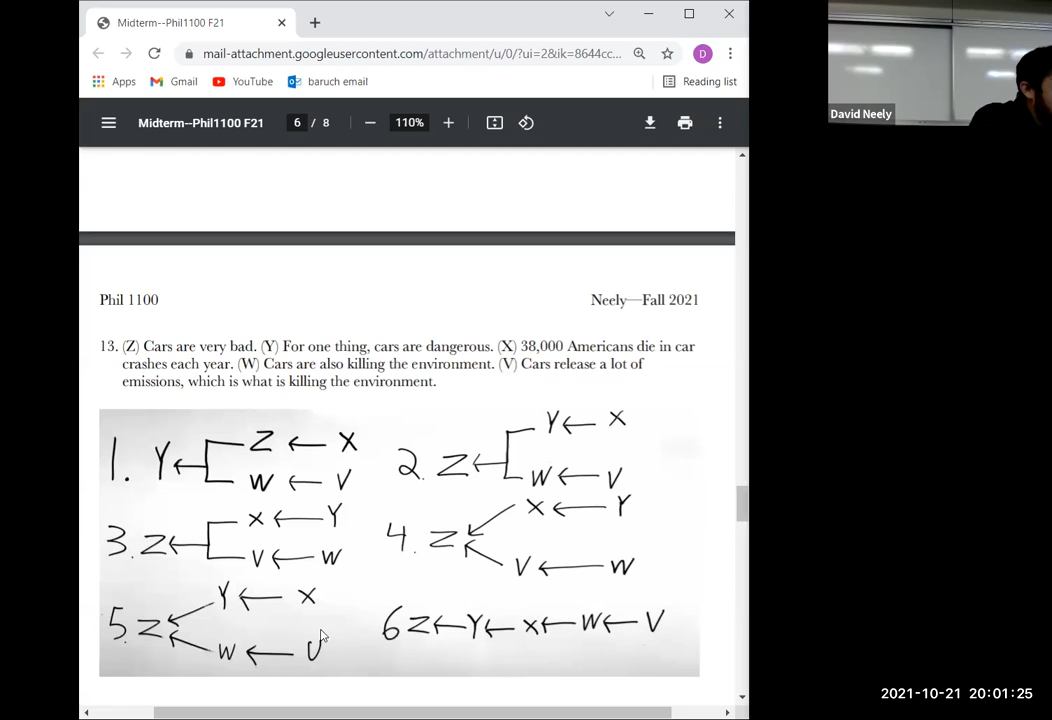 Midterm--Phil1100 F21
mail-attachment.googleusercontent.com/attachment/u/0/?ui=2&ik=8644cc...
D
Apps
Gmail
YouTube
baruch email
Reading list
Midterm--Phil1100 F21
6 / 8
110%
David Neely
Phil 1100
Neely—Fall 2021
13. (Z) Cars are very bad. (Y) For one thing, cars are dangerous. (X) 38,000 Americans die in car
crashes each year. (W) Cars are also killing the environment. (V) Cars release a lot of
emissions, which is what is killing the environment.
1. Y ← Z ← X
W ← V
2. Z ← Y ← X
W ← V
3. Z ← X ← Y
V ← W
4. Z ← X ← Y
V ← W
5. Z ← Y ← X
W ← V
6 Z ← Y ← X ← W ← V
2021-10-21 20:01:25